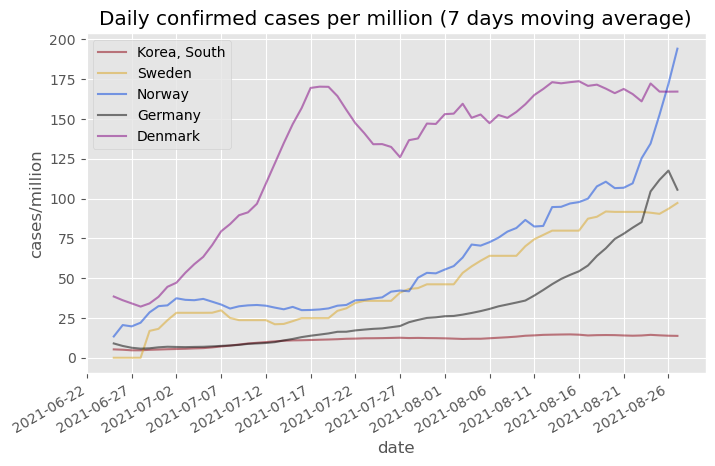 Daily confirmed cases per million (7 days moving average)
200
175
150
125
100
75
50
25
0
cases/million
Korea, South
Sweden
Norway
Germany
Denmark
2021-06-22
2021-06-27
2021-07-02
2021-07-07
2021-07-12
2021-07-17
2021-07-22
2021-07-27
2021-08-01
2021-08-06
2021-08-11
2021-08-16
2021-08-21
2021-08-26
date